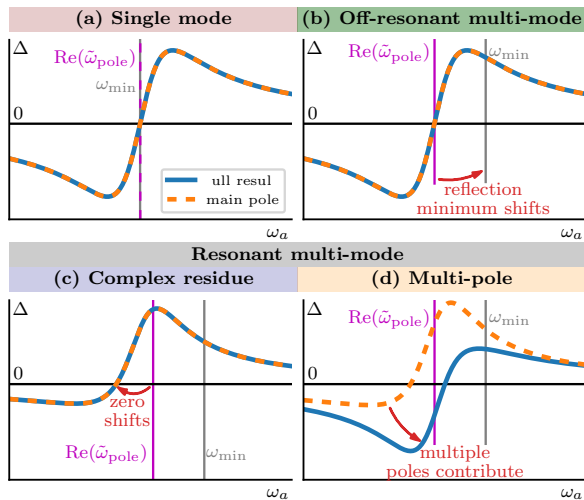 (a) Single mode
(b) Off-resonant multi-mode
Δ
Re(ω̃pole)
ωmin
0
ull resul
main pole
ωa
Δ
Re(ω̃pole)
ωmin
0
reflection
minimum shifts
ωa
Resonant multi-mode
(c) Complex residue
(d) Multi-pole
Δ
0
zero
shifts
Re(ω̃pole)
ωmin
ωa
Δ
Re(ω̃pole)
ωmin
0
multiple
poles contribute
ωa